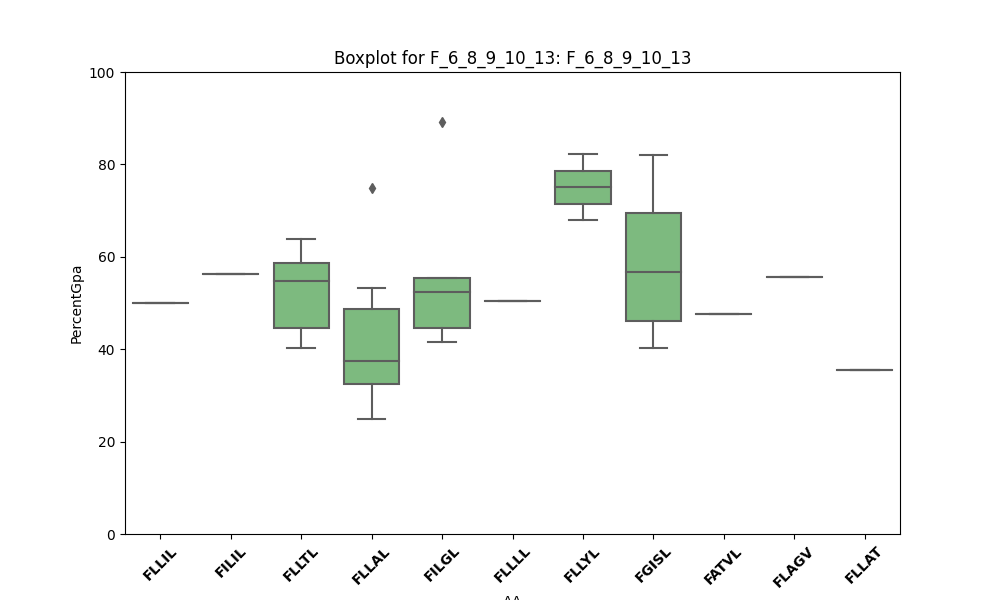 Boxplot for F_6_8_9_10_13: F_6_8_9_10_13
100
80
60
40
20
0
PercentGpa
FLLIL
FILIL
FLLTL
FLLAL
FILGL
FLLLL
FLLYL
FGISL
FATVL
FLAGV
FLLAT
AA